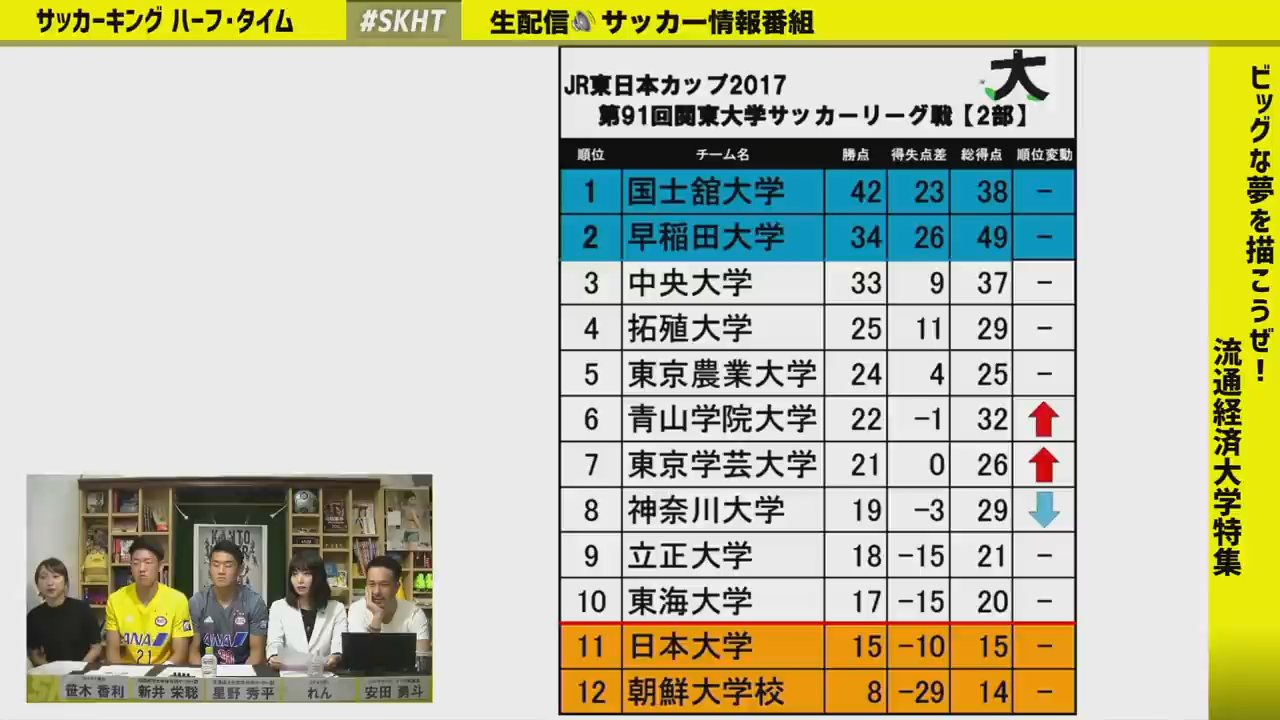 サッカーキング ハーフ・タイム
#SKHT
生配信 サッカー情報番組
大
JR東日本カップ2017
第91回関東大学サッカーリーグ戦【2部】
順位 チーム名 勝点 得失点差 総得点 順位変動
1 国士舘大学 42 23 38 −
2 早稲田大学 34 26 49 −
3 中央大学 33 9 37 −
4 拓殖大学 25 11 29 −
5 東京農業大学 24 4 25 −
6 青山学院大学 22 −1 32
7 東京学芸大学 21 0 26
8 神奈川大学 19 −3 29
9 立正大学 18 −15 21 −
10 東海大学 17 −15 20 −
11 日本大学 15 −10 15 −
12 朝鮮大学校 8 −29 14 −
ビッグな夢を描こうぜ！
流通経済大学特集
ANA
21
ANA
笹木 香利
新井 栄聡
星野 秀平
れん
安田 勇斗